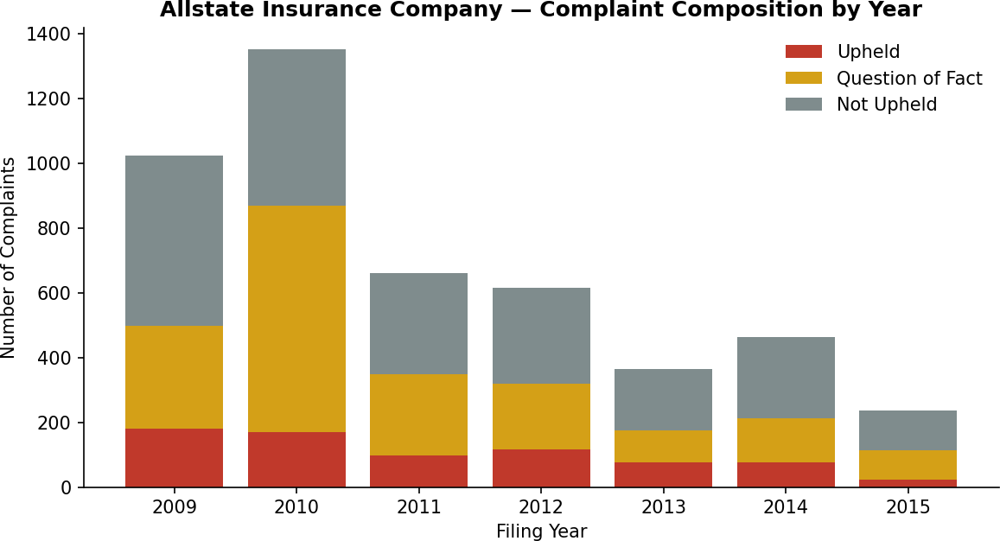 Allstate Insurance Company — Complaint Composition by Year
Number of Complaints
1400
1200
1000
800
600
400
200
0
Upheld
Question of Fact
Not Upheld
2009
2010
2011
2012
2013
2014
2015
Filing Year